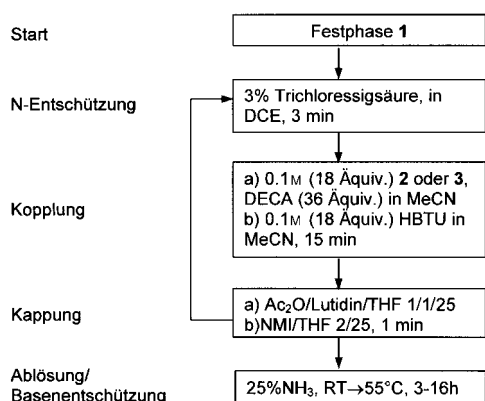 Start
Festphase 1
N-Entschützung
3% Trichloressigsäure, in
DCE, 3 min
Kopplung
a) 0.1M (18 Äquiv.) 2 oder 3,
DECA (36 Äquiv.) in MeCN
b) 0.1M (18 Äquiv.) HBTU in
MeCN, 15 min
Kappung
a) Ac2O/Lutidin/THF 1/1/25
b)NMI/THF 2/25, 1 min
Ablösung/
Basenentschützung
25%NH3, RT→55°C, 3-16h